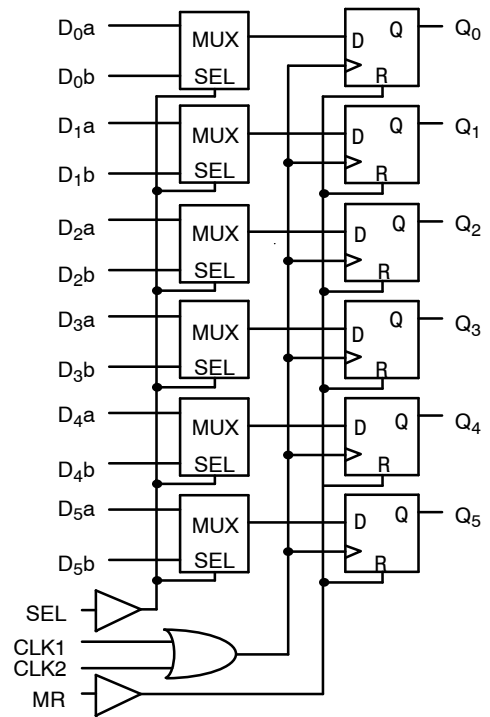 D0a MUX D Q Q0
D0b SEL R
D1a MUX D Q Q1
D1b SEL R
D2a MUX D Q Q2
D2b SEL R
D3a MUX D Q Q3
D3b SEL R
D4a MUX D Q Q4
D4b SEL R
D5a MUX D Q Q5
D5b SEL R
SEL
CLK1
CLK2
MR